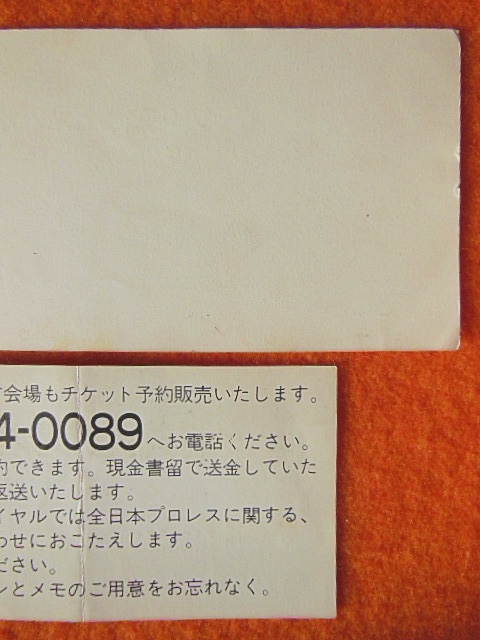 会場もチケット予約販売いたします。
4-0089へお電話ください。
約できます。現金書留で送金していた
返送いたします。
イヤルでは全日本プロレスに関する、
わせにおこたえします。
ださい。
ンとメモのご用意をお忘れなく。